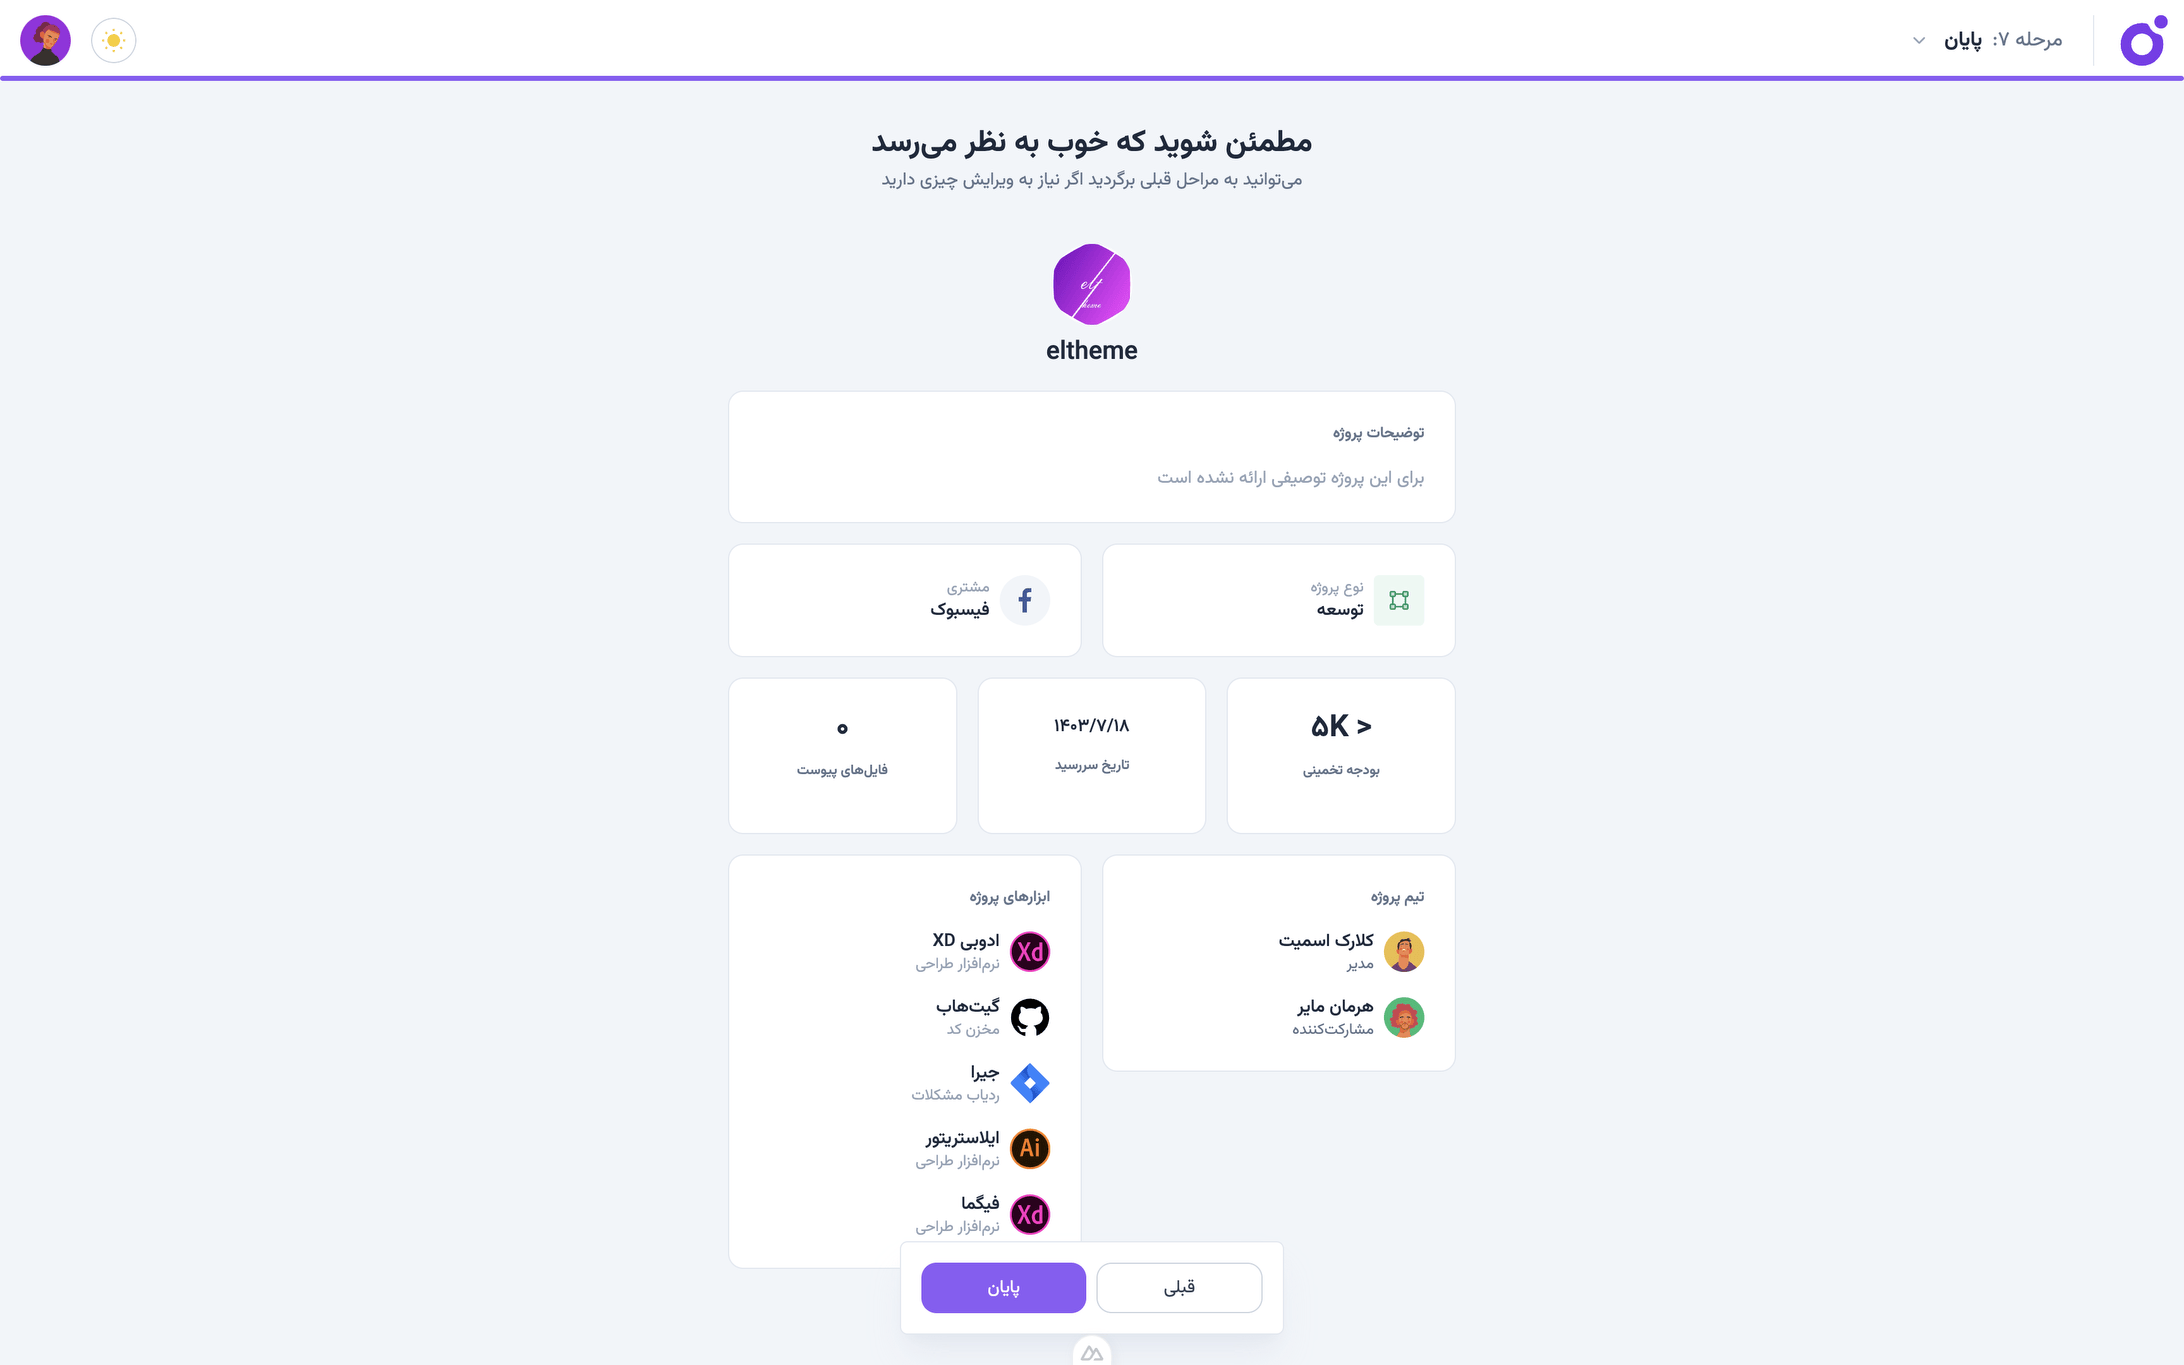 مرحله ۷: پایان
مطمئن شوید که خوب به نظر می‌رسد
می‌توانید به مراحل قبلی برگردید اگر نیاز به ویرایش چیزی دارید
elt
heme
eltheme
توضیحات پروژه
برای این پروژه توصیفی ارائه نشده است
نوع پروژه
توسعه
مشتری
فیسبوک
۵K >
بودجه تخمینی
۱۴۰۳/۷/۱۸
تاریخ سررسید
۰
فایل‌های پیوست
تیم پروژه
کلارک اسمیت
مدیر
هرمان مایر
مشارکت‌کننده
ابزارهای پروژه
Xd
ادوبی XD
نرم‌افزار طراحی
گیت‌هاب
مخزن کد
جیرا
ردیاب مشکلات
Ai
ایلاستریتور
نرم‌افزار طراحی
Xd
فیگما
نرم‌افزار طراحی
قبلی
پایان